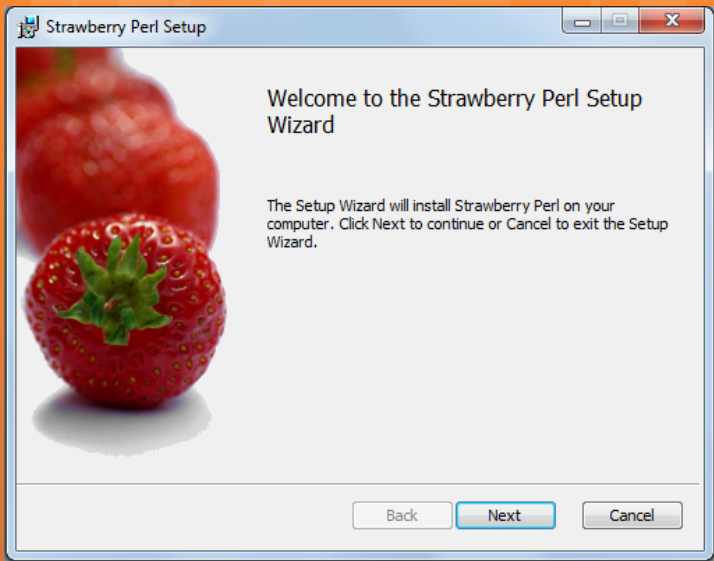 Strawberry Perl Setup
Welcome to the Strawberry Perl Setup
Wizard
The Setup Wizard will install Strawberry Perl on your
computer. Click Next to continue or Cancel to exit the Setup
Wizard.
Back
Next
Cancel